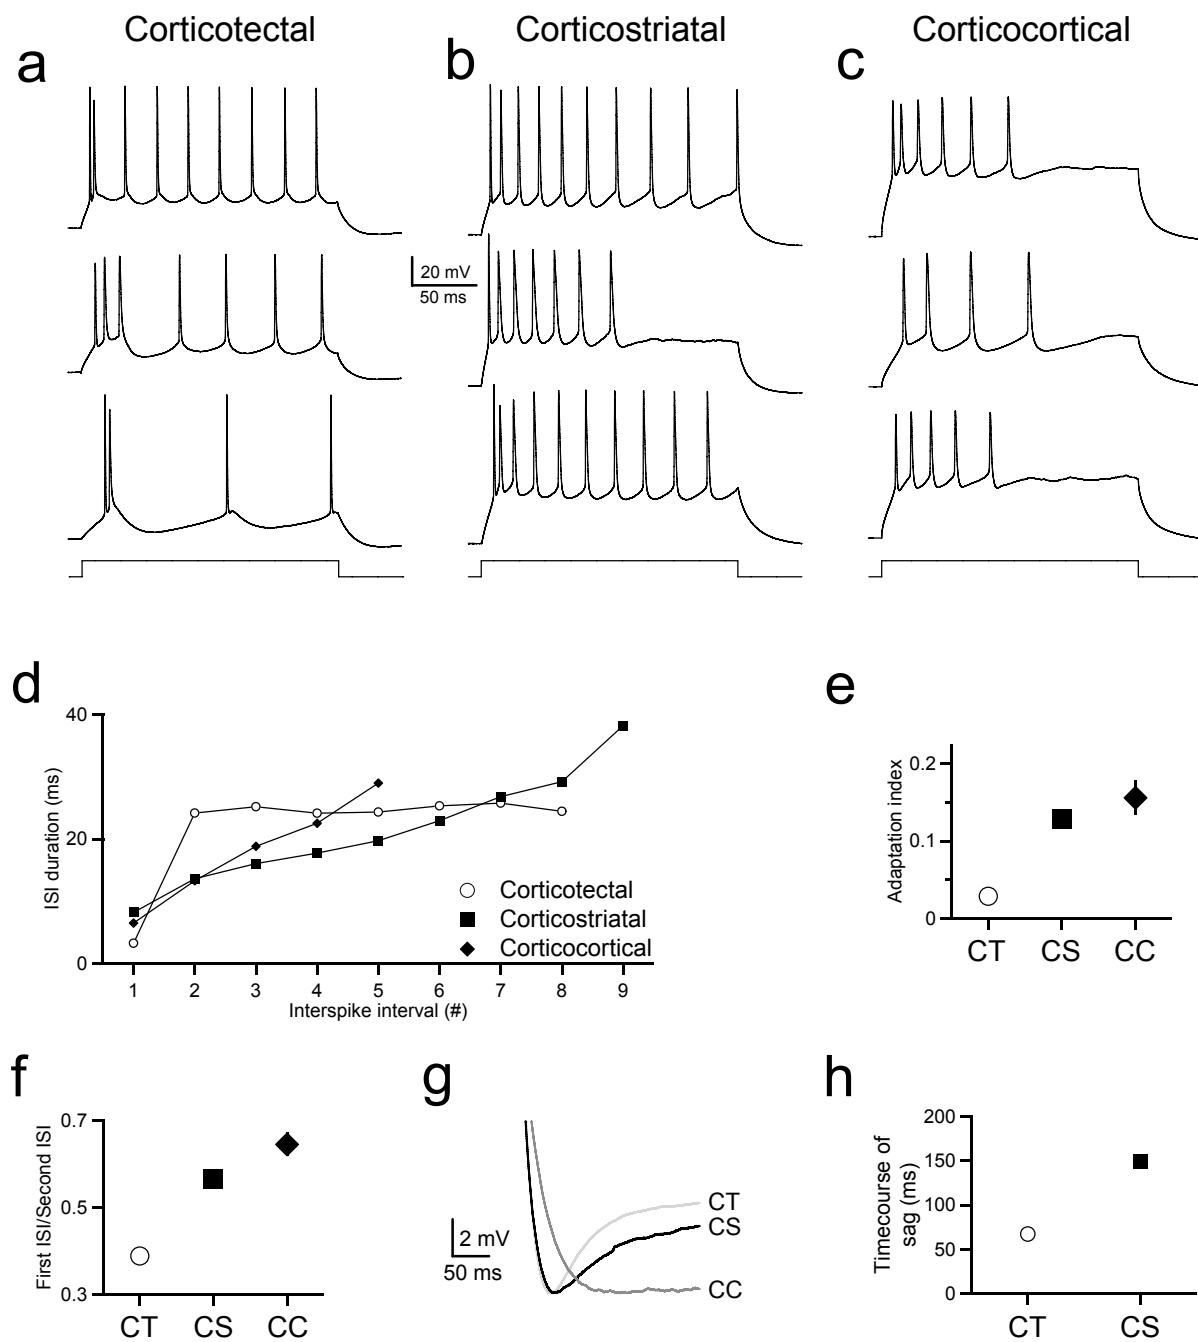 Corticotectal
Corticostriatal
Corticocortical
a
b
c
20 mV
50 ms
d
ISI duration (ms)
40
20
0
1 2 3 4 5 6 7 8 9
Interspike interval (#)
Corticotectal
Corticostriatal
Corticocortical
e
Adaptation index
0.2
0.1
0
CT CS CC
f
First ISI/Second ISI
0.7
0.5
0.3
CT CS CC
g
2 mV
50 ms
CT
CS
CC
h
Timecourse of
sag (ms)
200
150
100
50
0
CT CS